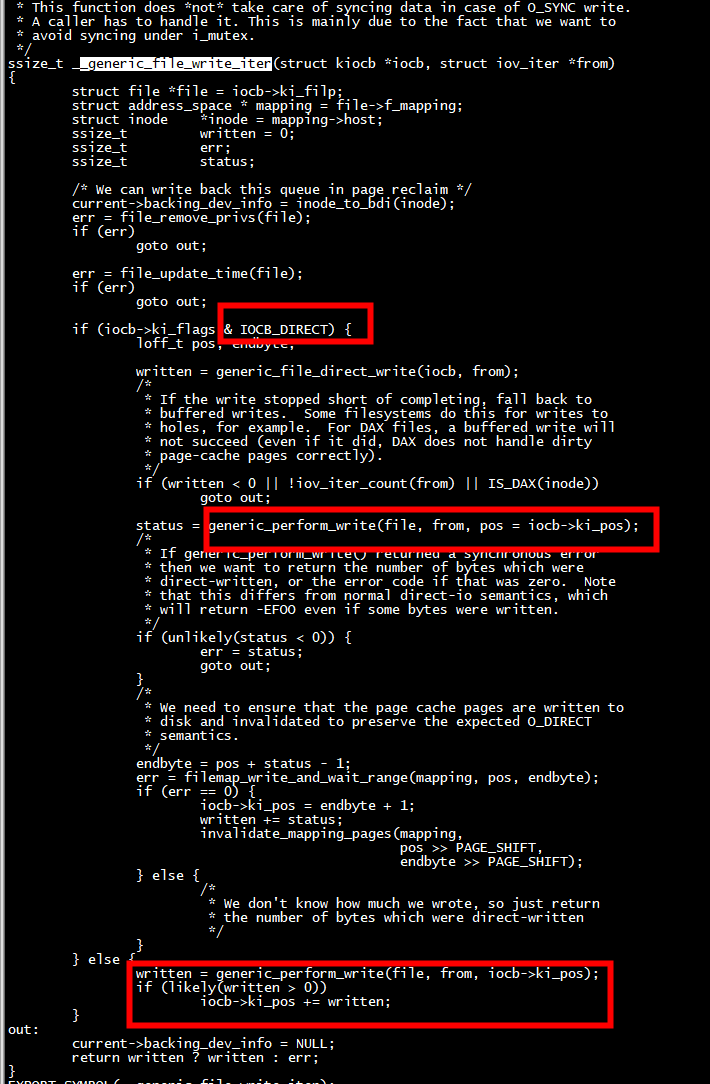 * This function does *not* take care of syncing data in case of O_SYNC write.
* A caller has to handle it. This is mainly due to the fact that we want to
* avoid syncing under i_mutex.
*/
ssize_t __generic_file_write_iter(struct kiocb *iocb, struct iov_iter *from)
{
struct file *file = iocb->ki_filp;
struct address_space * mapping = file->f_mapping;
struct inode *inode = mapping->host;
ssize_t written = 0;
ssize_t err;
ssize_t status;
/* We can write back this queue in page reclaim */
current->backing_dev_info = inode_to_bdi(inode);
err = file_remove_privs(file);
if (err)
goto out;
err = file_update_time(file);
if (err)
goto out;
if (iocb->ki_flags & IOCB_DIRECT) {
loff_t pos, endbyte;
written = generic_file_direct_write(iocb, from);
/*
* If the write stopped short of completing, fall back to
* buffered writes. Some filesystems do this for writes to
* holes, for example. For DAX files, a buffered write will
* not succeed (even if it did, DAX does not handle dirty
* page-cache pages correctly).
*/
if (written < 0 || !iov_iter_count(from) || IS_DAX(inode))
goto out;
status = generic_perform_write(file, from, pos = iocb->ki_pos);
/*
* If generic_perform_write() returned a synchronous error
* then we want to return the number of bytes which were
* direct-written, or the error code if that was zero. Note
* that this differs from normal direct-io semantics, which
* will return -EFOO even if some bytes were written.
*/
if (unlikely(status < 0)) {
err = status;
goto out;
}
/*
* We need to ensure that the page cache pages are written to
* disk and invalidated to preserve the expected O_DIRECT
* semantics.
*/
endbyte = pos + status - 1;
err = filemap_write_and_wait_range(mapping, pos, endbyte);
if (err == 0) {
iocb->ki_pos = endbyte + 1;
written += status;
invalidate_mapping_pages(mapping,
pos >> PAGE_SHIFT,
endbyte >> PAGE_SHIFT);
} else {
/*
* We don't know how much we wrote, so just return
* the number of bytes which were direct-written
*/
}
} else {
written = generic_perform_write(file, from, iocb->ki_pos);
if (likely(written > 0))
iocb->ki_pos += written;
}
out:
current->backing_dev_info = NULL;
return written ? written : err;
}
EXPORT_SYMBOL(__generic_file_write_iter);